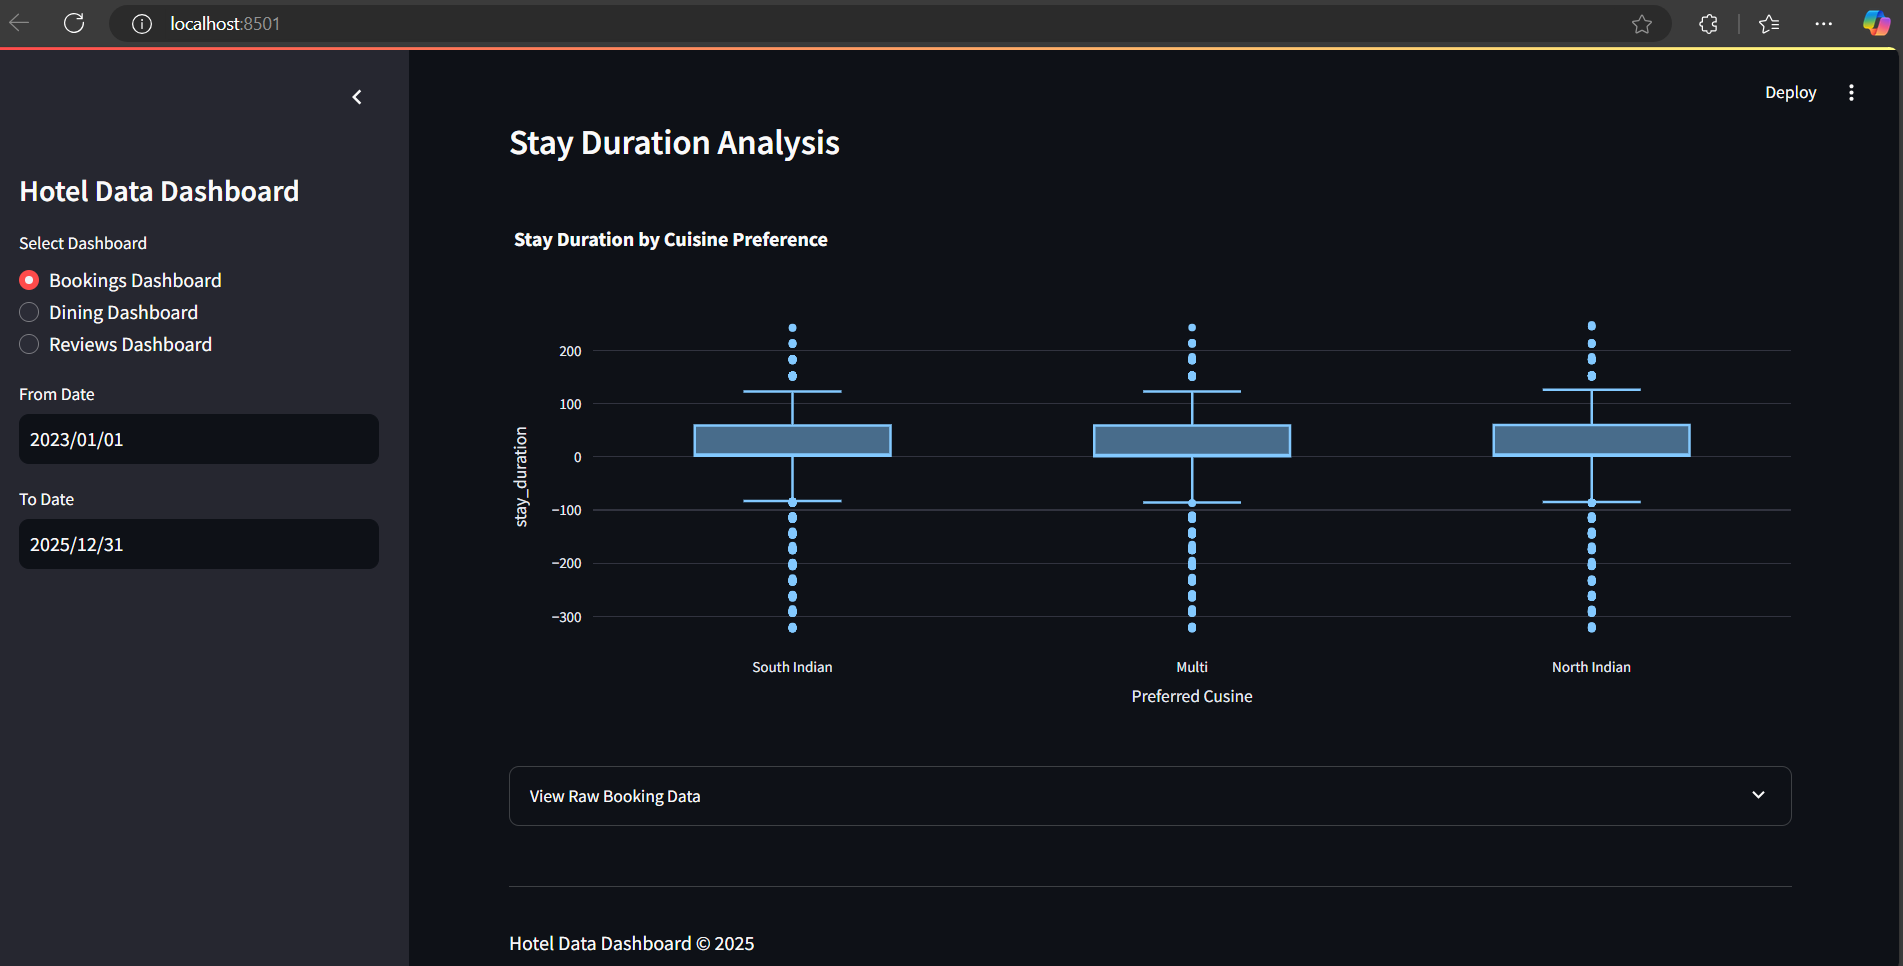 localhost:8501
Deploy
Hotel Data Dashboard
Select Dashboard
Bookings Dashboard
Dining Dashboard
Reviews Dashboard
From Date
2023/01/01
To Date
2025/12/31
Stay Duration Analysis
Stay Duration by Cuisine Preference
stay_duration
200
100
0
−100
−200
−300
South Indian
Multi
North Indian
Preferred Cusine
View Raw Booking Data
Hotel Data Dashboard © 2025